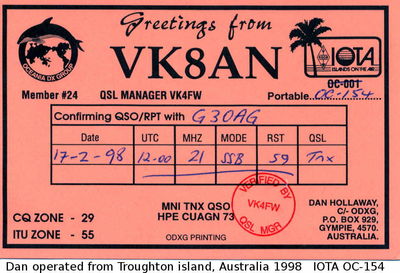 Greetings from
VK8AN
OCEANIA DX GROUP
IOTA
ISLANDS ON THE AIR
OC-001
Member #24 QSL MANAGER VK4FW Portable. OC-154
Confirming QSO/RPT with G3OAG
Date UTC MHZ MODE RST QSL
17-2-98 12.00 21 SSB 59 Tnx
VERIFIED BY
VK4FW
QSL MGR
MNI TNX QSO
HPE CUAGN 73
CQ ZONE - 29
ITU ZONE - 55
ODXG PRINTING
DAN HOLLAWAY,
C/- ODXG,
P.O. BOX 929,
GYMPIE, 4570.
AUSTRALIA.
Dan operated from Troughton island, Australia 1998 IOTA OC-154